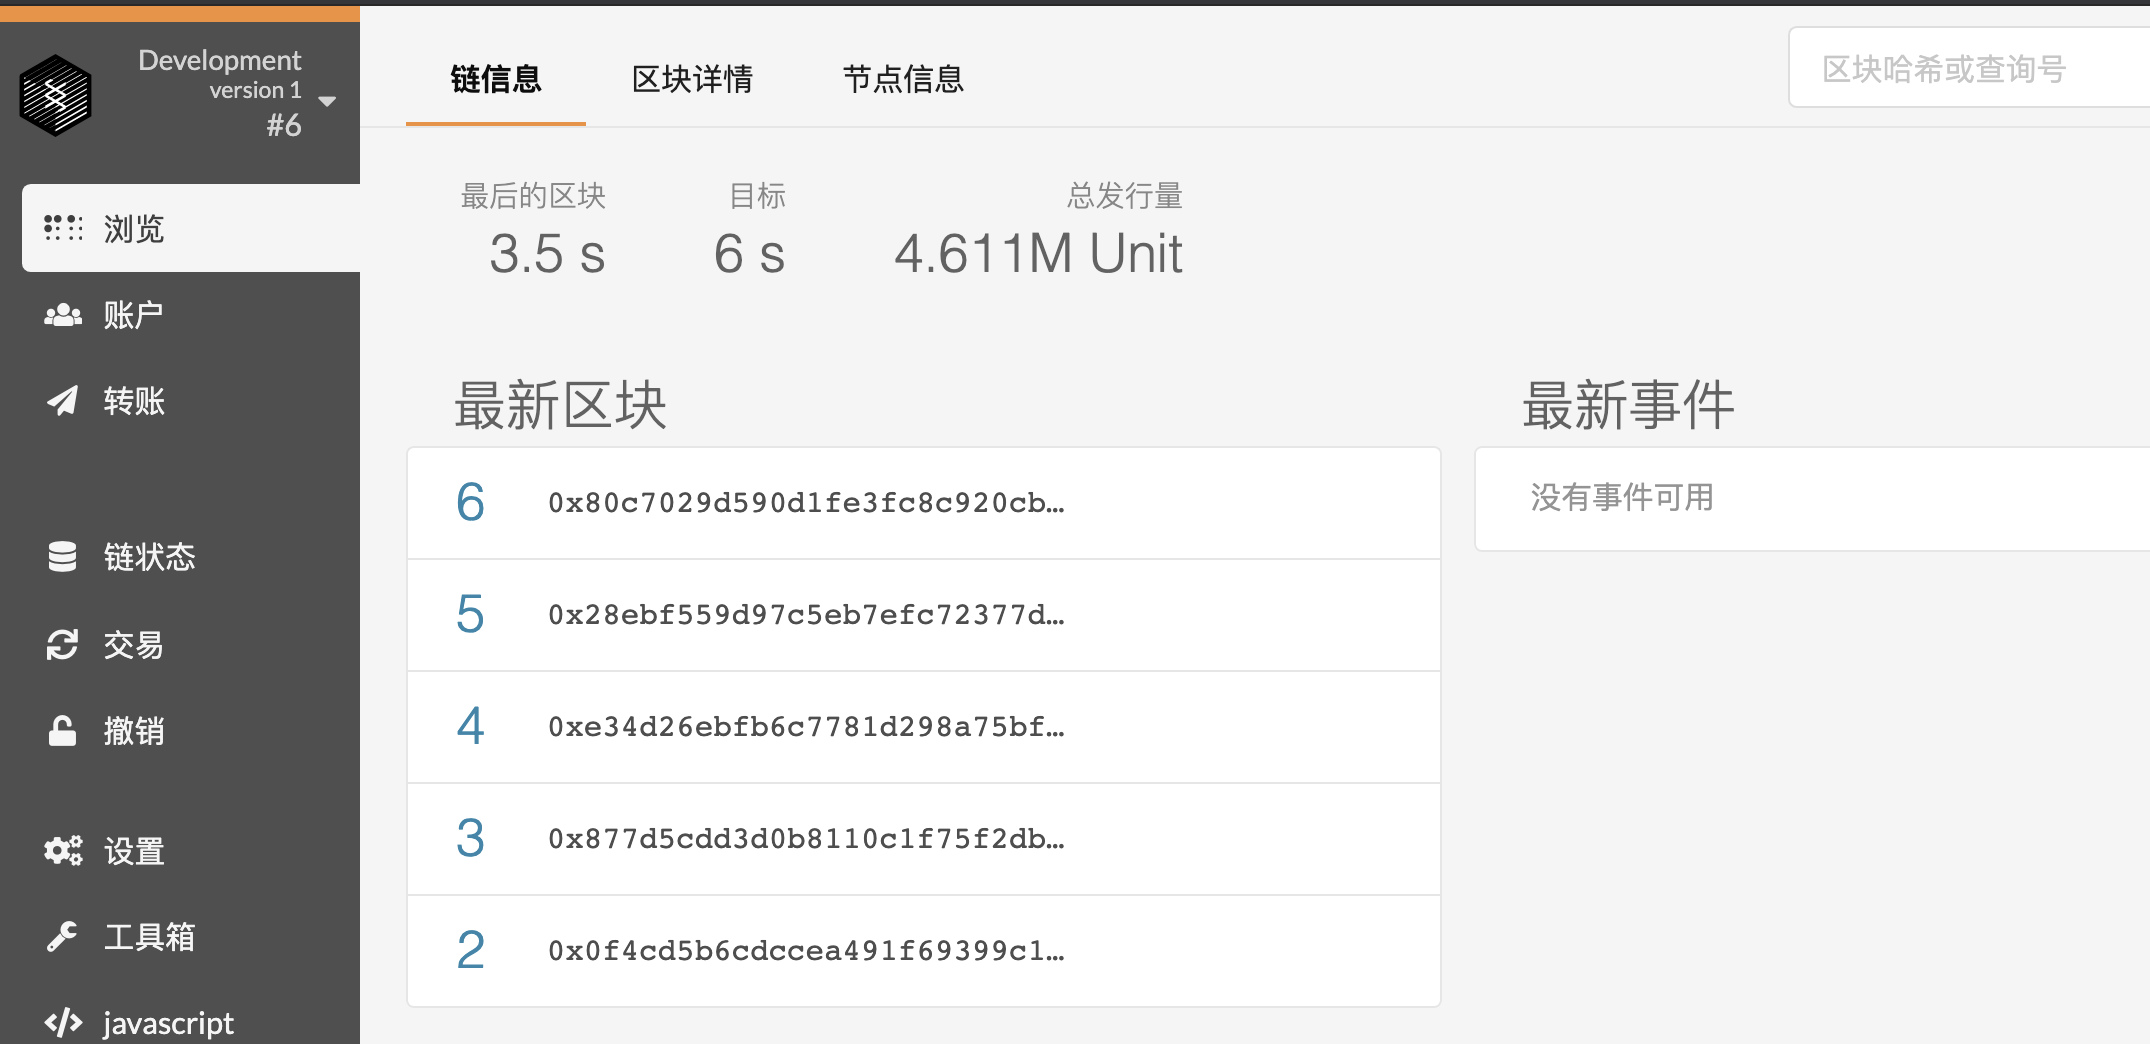 Development
version 1
#6
浏览
账户
转账
链状态
交易
撤销
设置
工具箱
javascript
链信息 区块详情 节点信息
区块哈希或查询号
最后的区块 目标 总发行量
3.5 s 6 s 4.611M Unit
最新区块
6 0x80c7029d590d1fe3fc8c920cb…
5 0x28ebf559d97c5eb7efc72377d…
4 0xe34d26ebfb6c7781d298a75bf…
3 0x877d5cdd3d0b8110c1f75f2db…
2 0x0f4cd5b6cdccea491f69399c1…
最新事件
没有事件可用